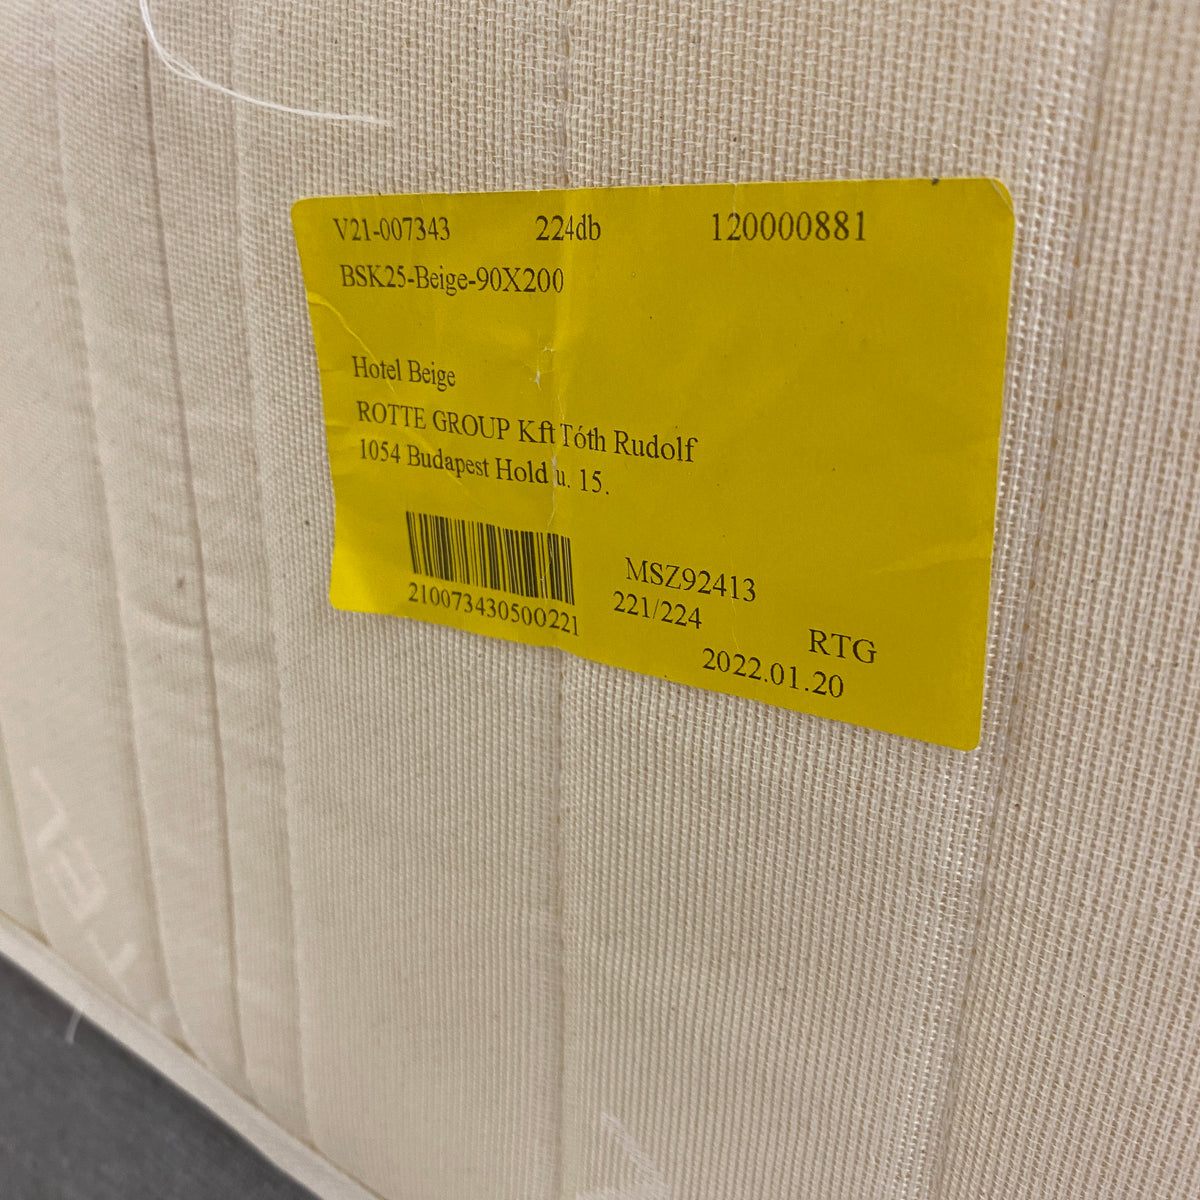 V21-007343 224db 120000881
BSK25-Beige-90X200
Hotel Beige
ROTTE GROUP Kft Tóth Rudolf
1054 Budapest Hold u. 15.
210073430500221
MSZ92413
221/224
RTG
2022.01.20